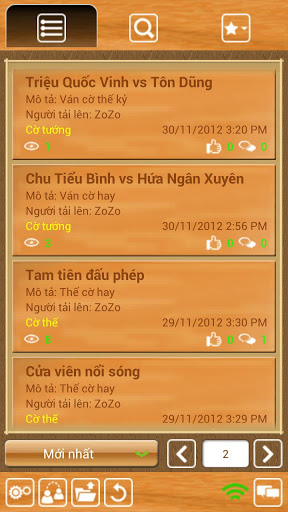 Triệu Quốc Vinh vs Tôn Dũng
Mô tả: Ván cờ thế kỷ
Người tải lên: ZoZo
Cờ tướng 30/11/2012 3:20 PM
1 0 0
Chu Tiểu Bình vs Hứa Ngân Xuyên
Mô tả: Ván cờ hay
Người tải lên: ZoZo
Cờ tướng 30/11/2012 2:56 PM
3 0 0
Tam tiên đấu phép
Mô tả: Thế cờ hay
Người tải lên: ZoZo
Cờ thế 29/11/2012 3:30 PM
0 1
Cửa viên nổi sóng
Mô tả: Thế cờ hay
Người tải lên: ZoZo
Cờ thế 29/11/2012 3:29 PM
Mới nhất 2